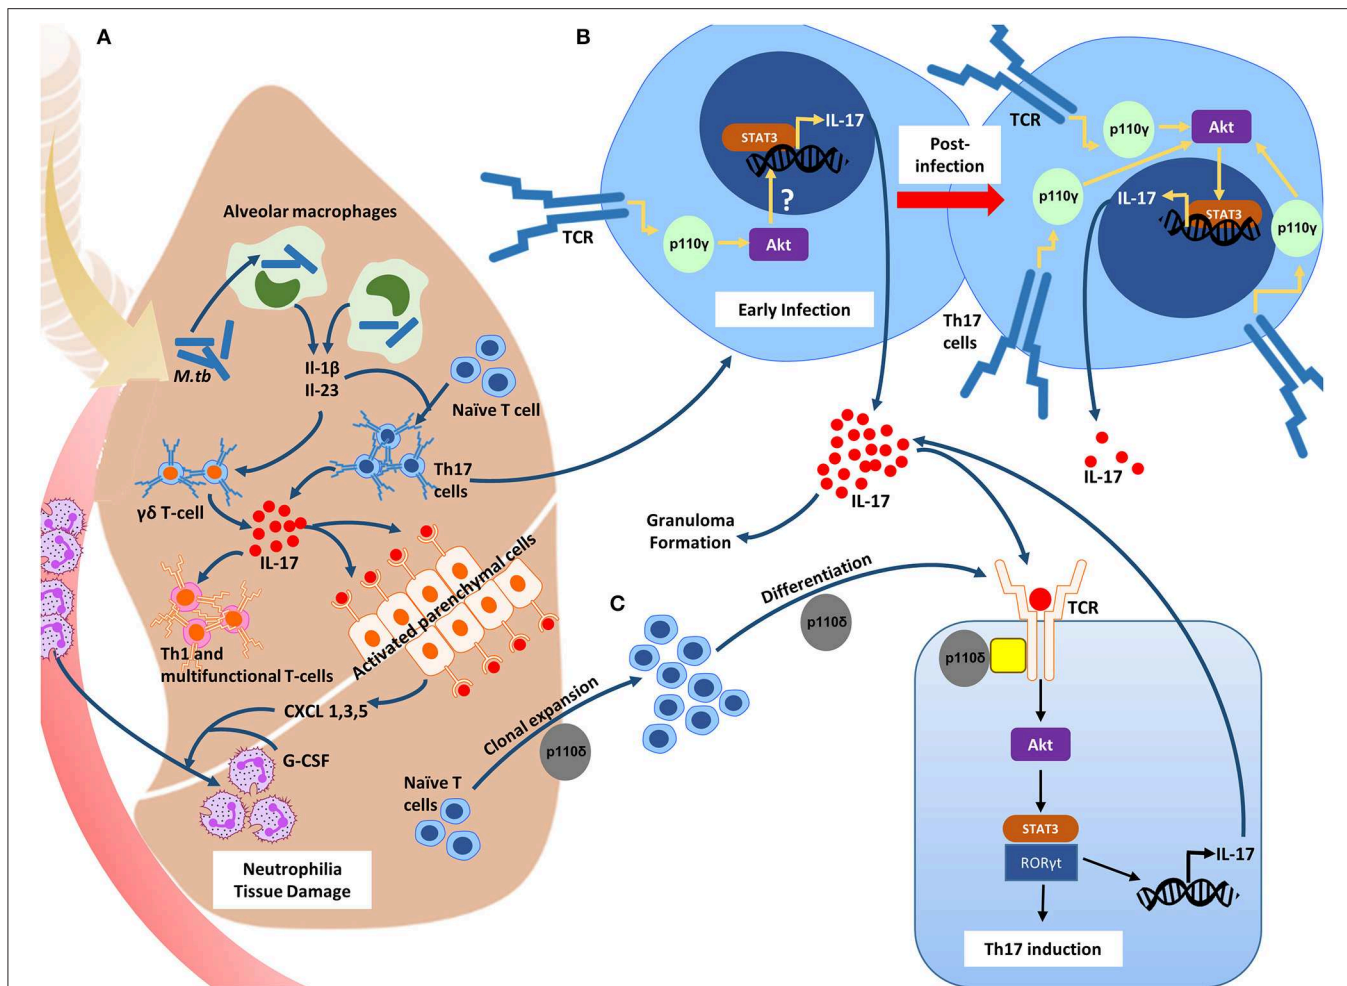 A
Alveolar macrophages
M.tb
Il-1β
Il-23
Naïve T cell
Th17
cells
γδ T-cell
IL-17
Th1 and
multifunctional T-cells
Activated parenchymal cells
CXCL 1,3,5
G-CSF
Neutrophilia
Tissue Damage
B
TCR
p110γ
Akt
?
STAT3
IL-17
Early Infection
Post-
infection
TCR
p110γ
Akt
p110γ
IL-17
STAT3
p110γ
Th17
cells
IL-17
IL-17
Granuloma
Formation
C
Naïve T
cells
Clonal expansion
p110δ
Differentiation
p110δ
TCR
p110δ
Akt
STAT3
RORγt
IL-17
Th17 induction